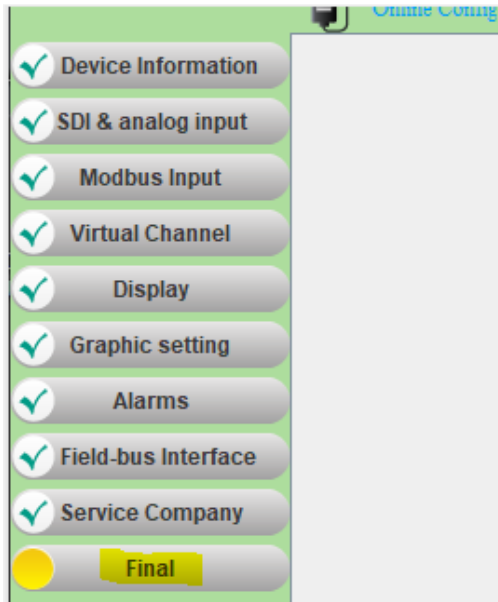 Online Config
Device Information
SDI & analog input
Modbus Input
Virtual Channel
Display
Graphic setting
Alarms
Field-bus Interface
Service Company
Final